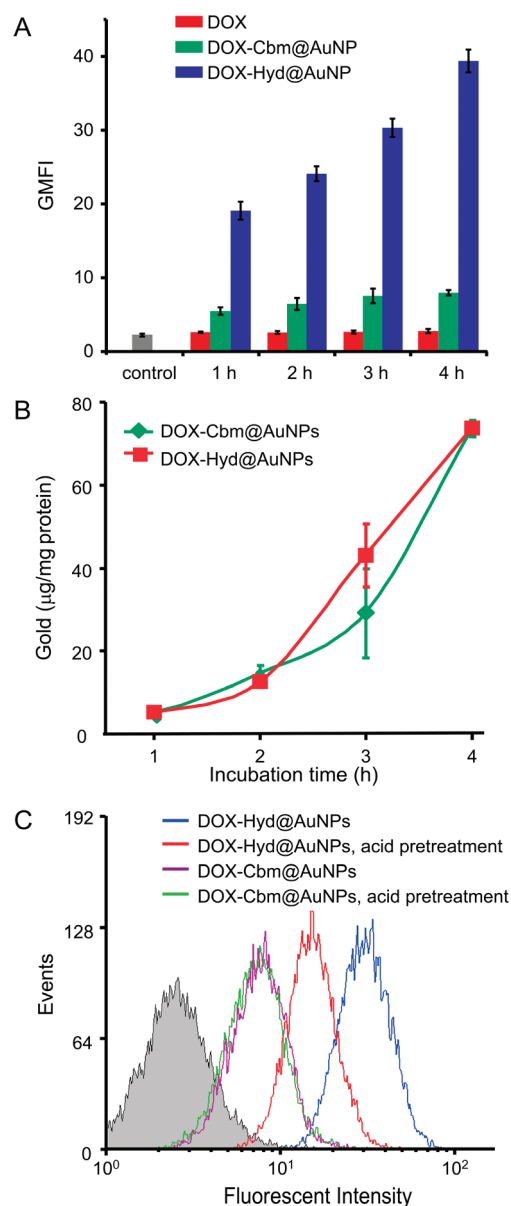 A
DOX
DOX-Cbm@AuNP
DOX-Hyd@AuNP
40
30
20
10
0
GMFI
control 1 h 2 h 3 h 4 h
B
80
60
40
20
0
DOX-Cbm@AuNPs
DOX-Hyd@AuNPs
Gold (µg/mg protein)
1 2 3 4
Incubation time (h)
C
192
128
64
0
DOX-Hyd@AuNPs
DOX-Hyd@AuNPs, acid pretreatment
DOX-Cbm@AuNPs
DOX-Cbm@AuNPs, acid pretreatment
Events
10⁰ 10¹ 10²
Fluorescent Intensity